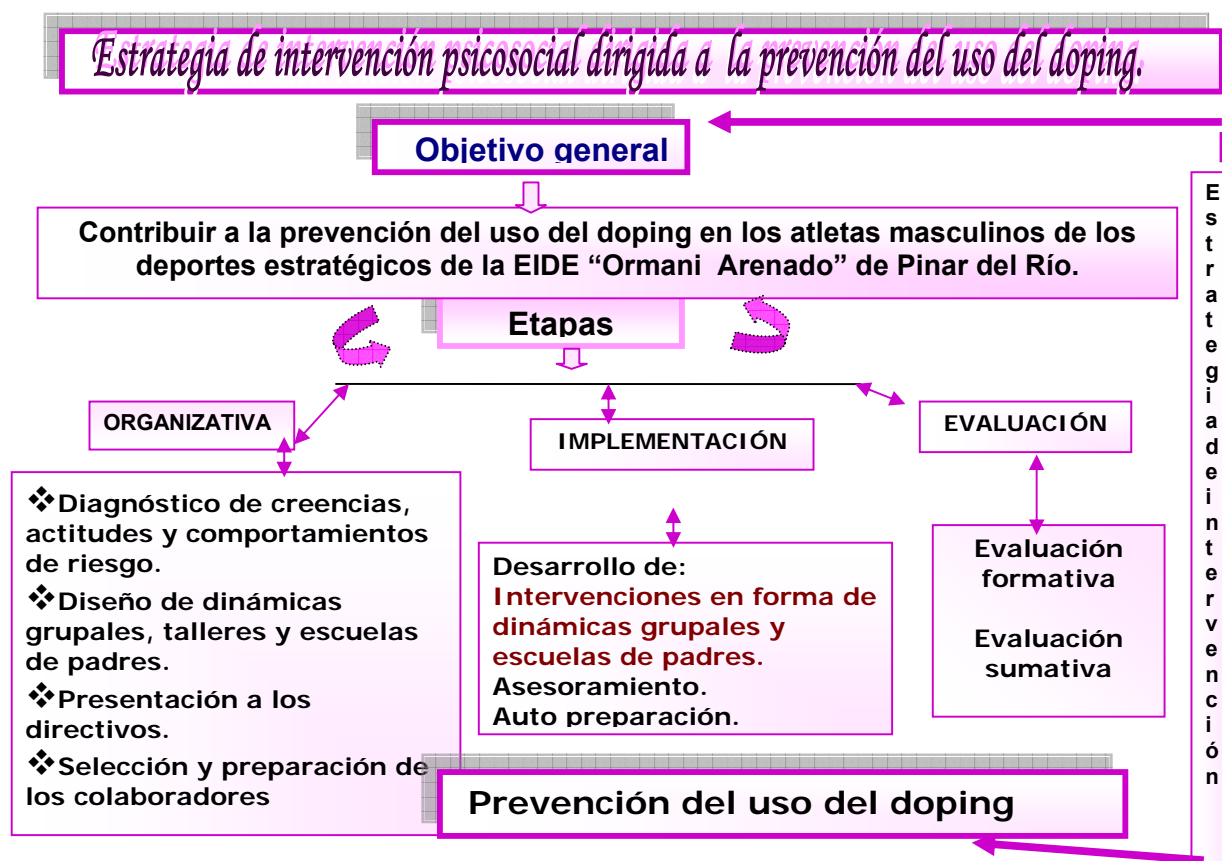 Estrategia de intervención psicosocial dirigida a la prevención del uso del doping.
Objetivo general
Contribuir a la prevención del uso del doping en los atletas masculinos de los
deportes estratégicos de la EIDE “Ormani Arenado” de Pinar del Río.
Etapas
ORGANIZATIVA
❖Diagnóstico de creencias,
actitudes y comportamientos
de riesgo.
❖Diseño de dinámicas
grupales, talleres y escuelas
de padres.
❖Presentación a los
directivos.
❖Selección y preparación de
los colaboradores
IMPLEMENTACIÓN
Desarrollo de:
Intervenciones en forma de
dinámicas grupales y
escuelas de padres.
Asesoramiento.
Auto preparación.
EVALUACIÓN
Evaluación
formativa
Evaluación
sumativa
Prevención del uso del doping
E
s
t
r
a
t
e
g
i
a
d
e
i
n
t
e
r
v
e
n
c
i
ó
n